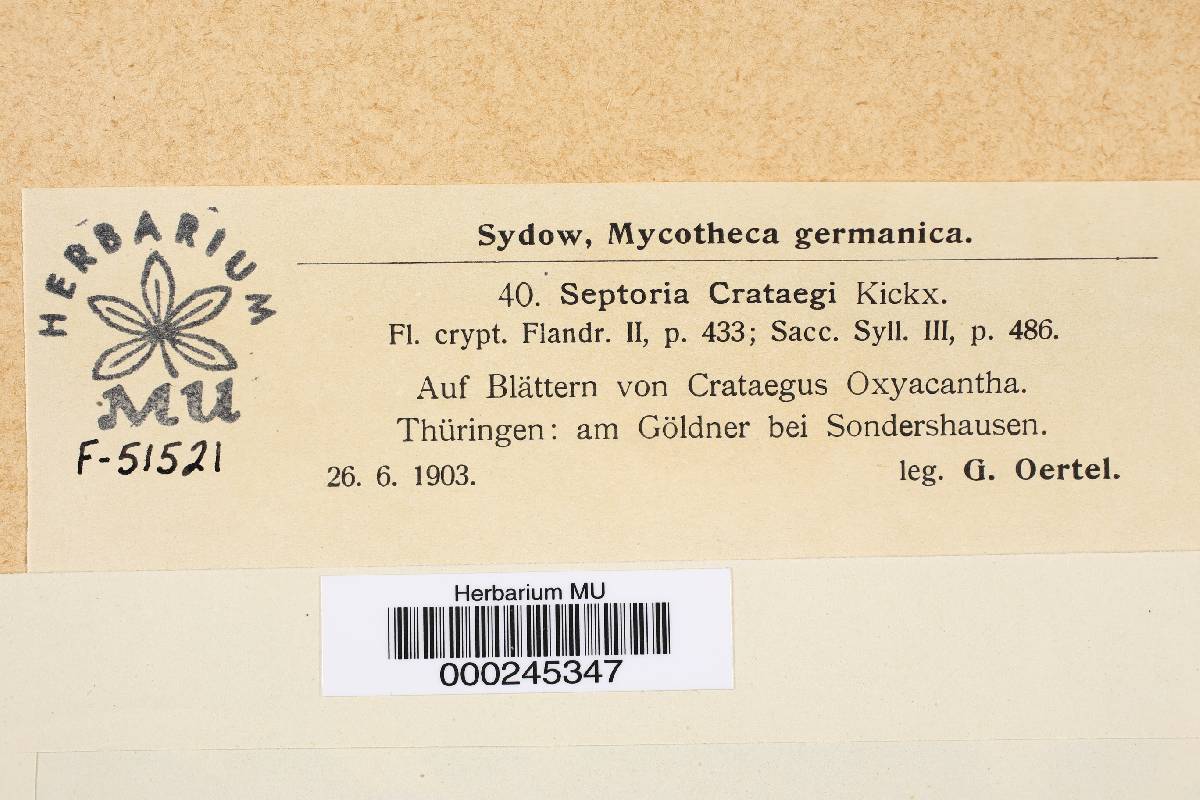 HERBARIUM
MU
F-51521
Sydow, Mycotheca germanica.
40. Septoria Crataegi Kickx.
Fl. crypt. Flandr. II, p. 433; Sacc. Syll. III, p. 486.
Auf Blättern von Crataegus Oxyacantha.
Thüringen: am Göldner bei Sondershausen.
26. 6. 1903. leg. G. Oertel.
Herbarium MU
000245347